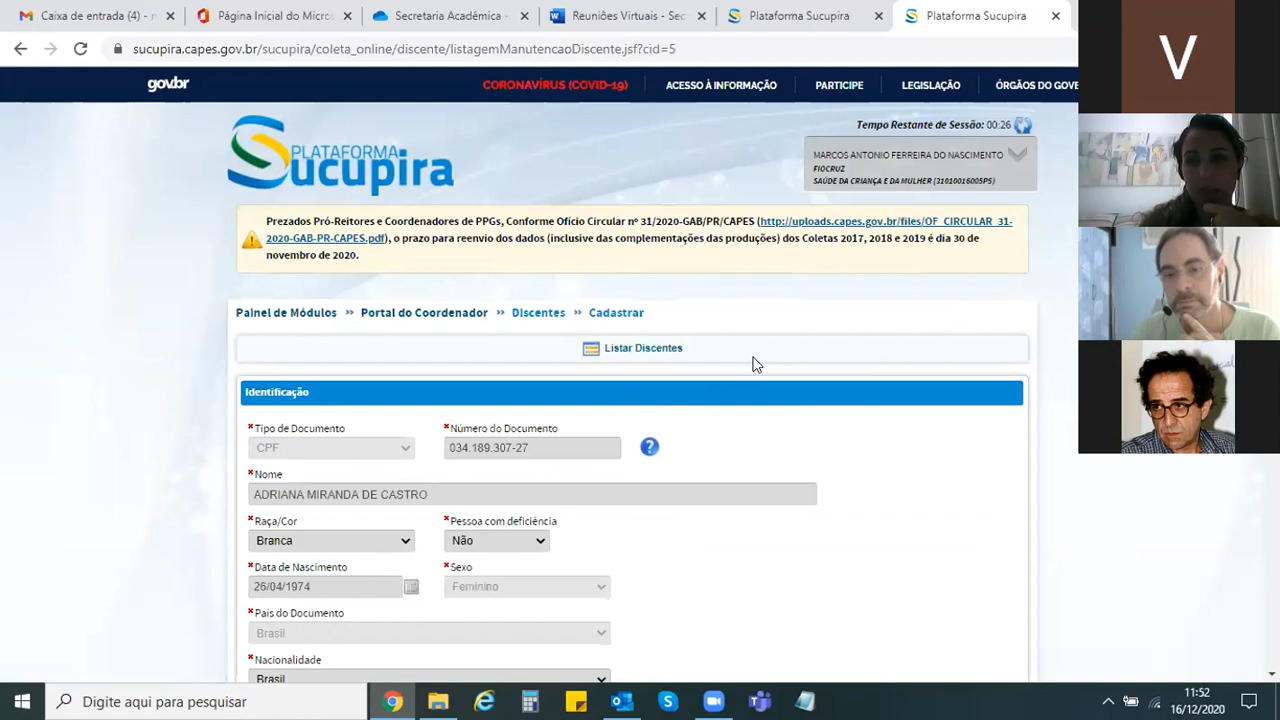 Caixa de entrada (4) -
Página Inicial do Micros
Secretaria Acadêmica -
Reuniões Virtuais - Sec
Plataforma Sucupira
Plataforma Sucupira
sucupira.capes.gov.br/sucupira/coleta_online/discente/listagemManutencaoDiscente.jsf?cid=5
gov.br
CORONAVÍRUS (COVID-19)
ACESSO À INFORMAÇÃO
PARTICIPE
LEGISLAÇÃO
ÓRGÃOS DO GOVE
V
Tempo Restante de Sessão: 00:26
PLATAFORMA
Sucupira
MARCOS ANTONIO FERREIRA DO NASCIMENTO
FIOCRUZ
SAÚDE DA CRIANÇA E DA MULHER (31010016005P5)
Prezados Pró-Reitores e Coordenadores de PPGs, Conforme Ofício Circular nº 31/2020-GAB/PR/CAPES (http://uploads.capes.gov.br/files/OF_CIRCULAR_31-
2020-GAB-PR-CAPES.pdf), o prazo para reenvio dos dados (inclusive das complementações das produções) dos Coletas 2017, 2018 e 2019 é dia 30 de
novembro de 2020.
Painel de Módulos » Portal do Coordenador » Discentes » Cadastrar
Listar Discentes
Identificação
*Tipo de Documento
*Número do Documento
CPF
034.189.307-27
?
*Nome
ADRIANA MIRANDA DE CASTRO
*Raça/Cor
*Pessoa com deficiência
Branca
Não
*Data de Nascimento
*Sexo
26/04/1974
Feminino
*País do Documento
Brasil
*Nacionalidade
Brasil
Digite aqui para pesquisar
11:52
16/12/2020